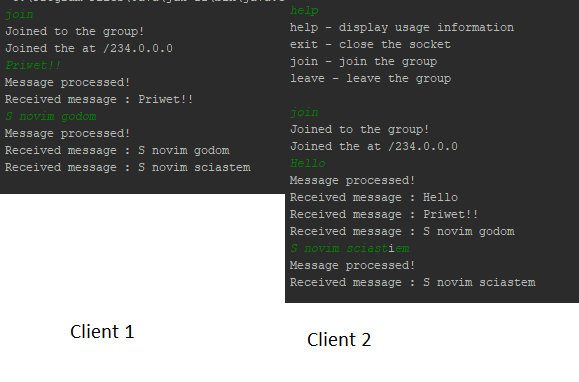 join
Joined to the group!
Joined the at /234.0.0.0
Priwet!!
Message processed!
Received message : Priwet!!
S novim godom
Message processed!
Received message : S novim godom
Received message : S novim sciastem
Client 1
help
help - display usage information
exit - close the socket
join - join the group
leave - leave the group
join
Joined to the group!
Joined the at /234.0.0.0
Hello
Message processed!
Received message : Hello
Received message : Priwet!!
Received message : S novim godom
S novim sciastiem
Message processed!
Received message : S novim sciastem
Client 2